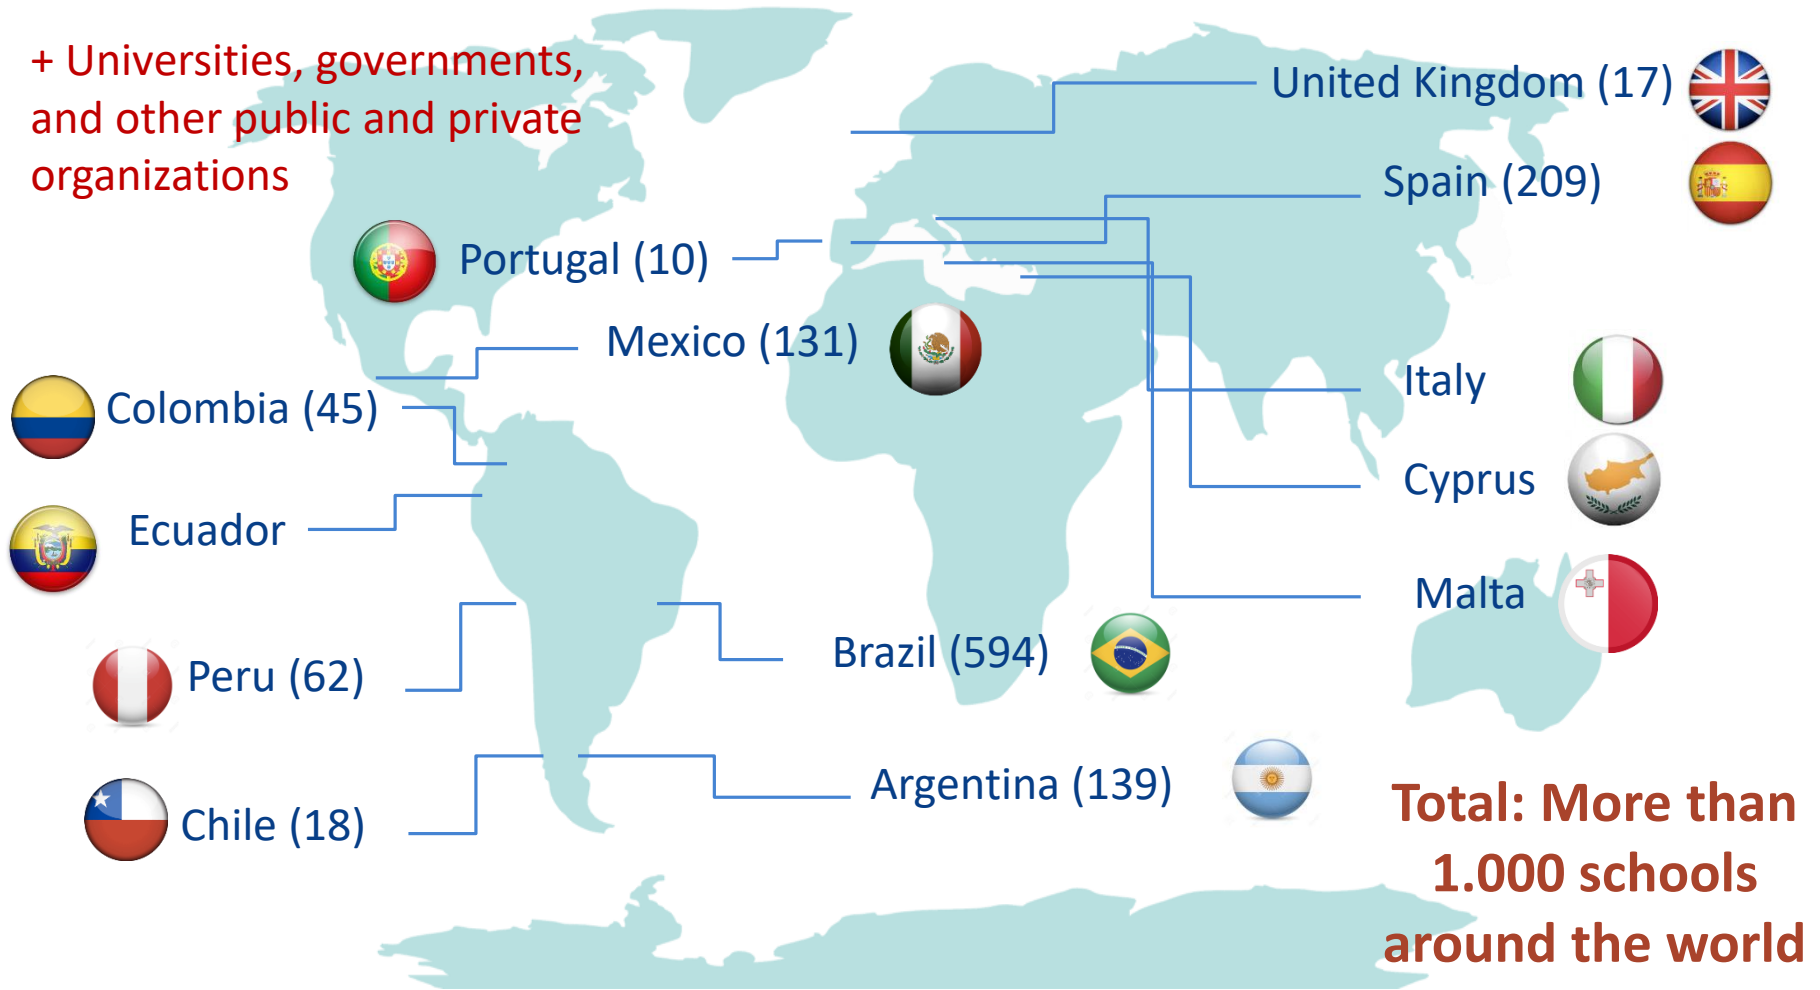 + Universities, governments,
and other public and private
organizations
United Kingdom (17)
Spain (209)
Portugal (10)
Mexico (131)
Italy
Colombia (45)
Cyprus
Ecuador
Malta
Brazil (594)
Peru (62)
Argentina (139)
Chile (18)
Total: More than
1.000 schools
around the world